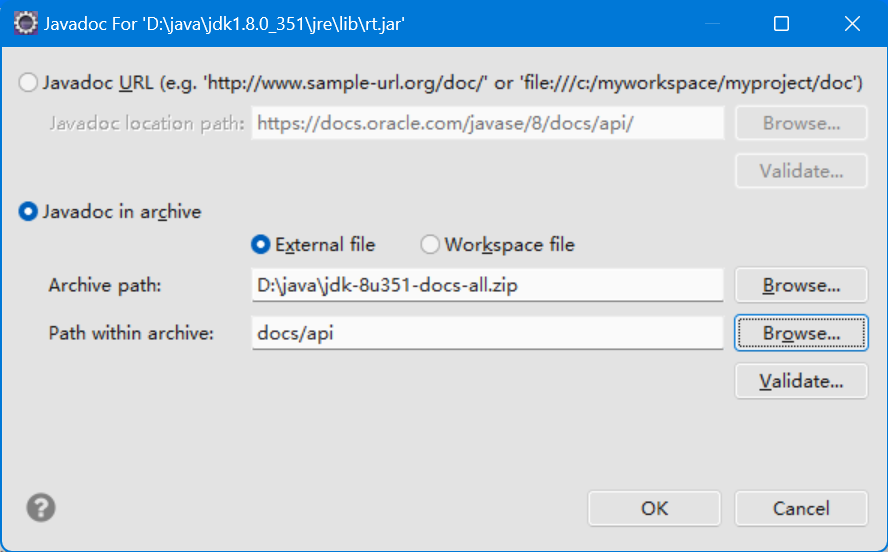 Javadoc For 'D:\java\jdk1.8.0_351\jre\lib\rt.jar'
Javadoc URL (e.g. 'http://www.sample-url.org/doc/' or 'file:///c:/myworkspace/myproject/doc')
Javadoc location path: https://docs.oracle.com/javase/8/docs/api/ Browse...
Validate...
Javadoc in archive
External file Workspace file
Archive path: D:\java\jdk-8u351-docs-all.zip Browse...
Path within archive: docs/api Browse...
Validate...
? OK Cancel